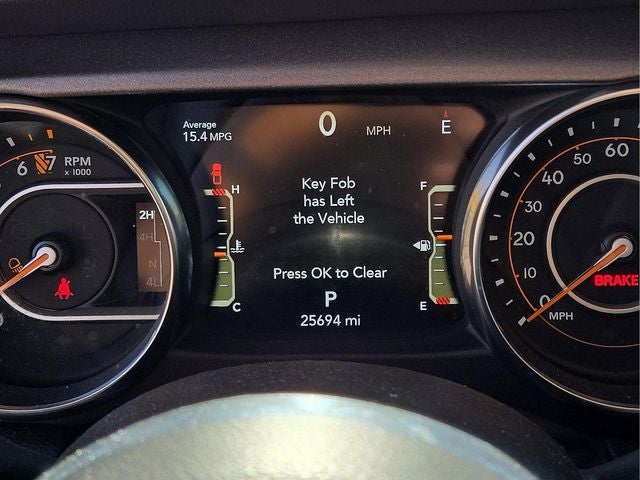 Average
15.4 MPG
0 MPH
E
6 7 RPM
x 1000
H
F
Key Fob
has Left
the Vehicle
2H
4H
N
4L
Press OK to Clear
C
E
P
25694 mi
0
10
20
30
40
50
60
MPH
BRAKE